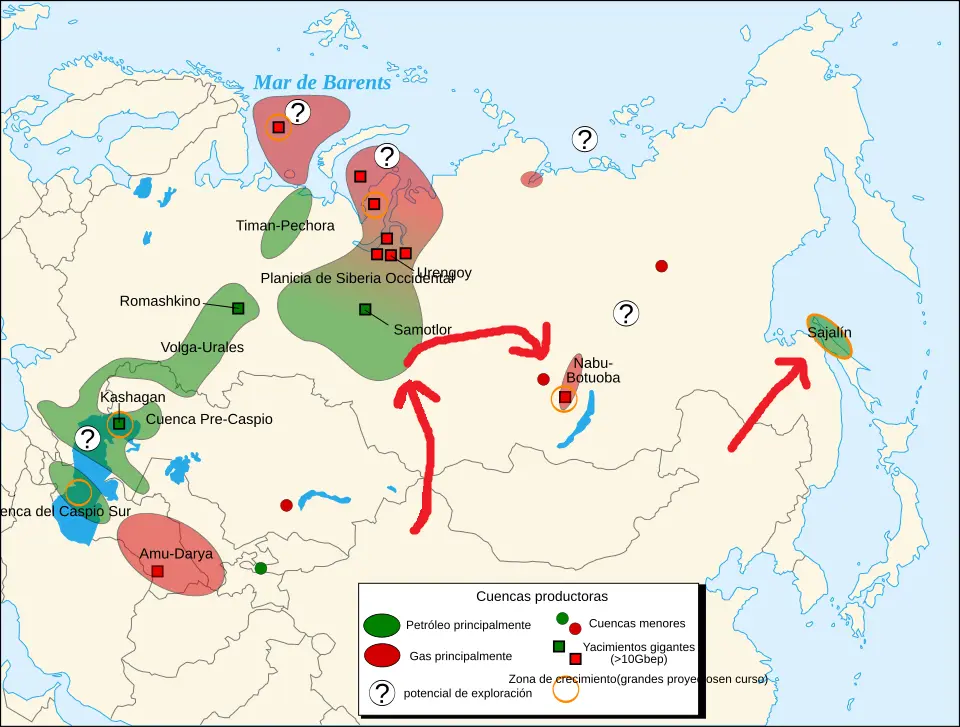 Mar de Barents
?
?
?
Timan-Pechora
Urengoy
Planicia de Siberia Occidental
Romashkino
?
Samotlor
Sajalín
Volga-Urales
Nabu-
Botuoba
Kashagan
Cuenca Pre-Caspio
?
enca del Caspio Sur
Amu-Darya
Cuencas productoras
Petróleo principalmente
Cuencas menores
Gas principalmente
Yacimientos gigantes
(>10Gbep)
Zona de crecimiento(grandes proyectosen curso)
?
potencial de exploración